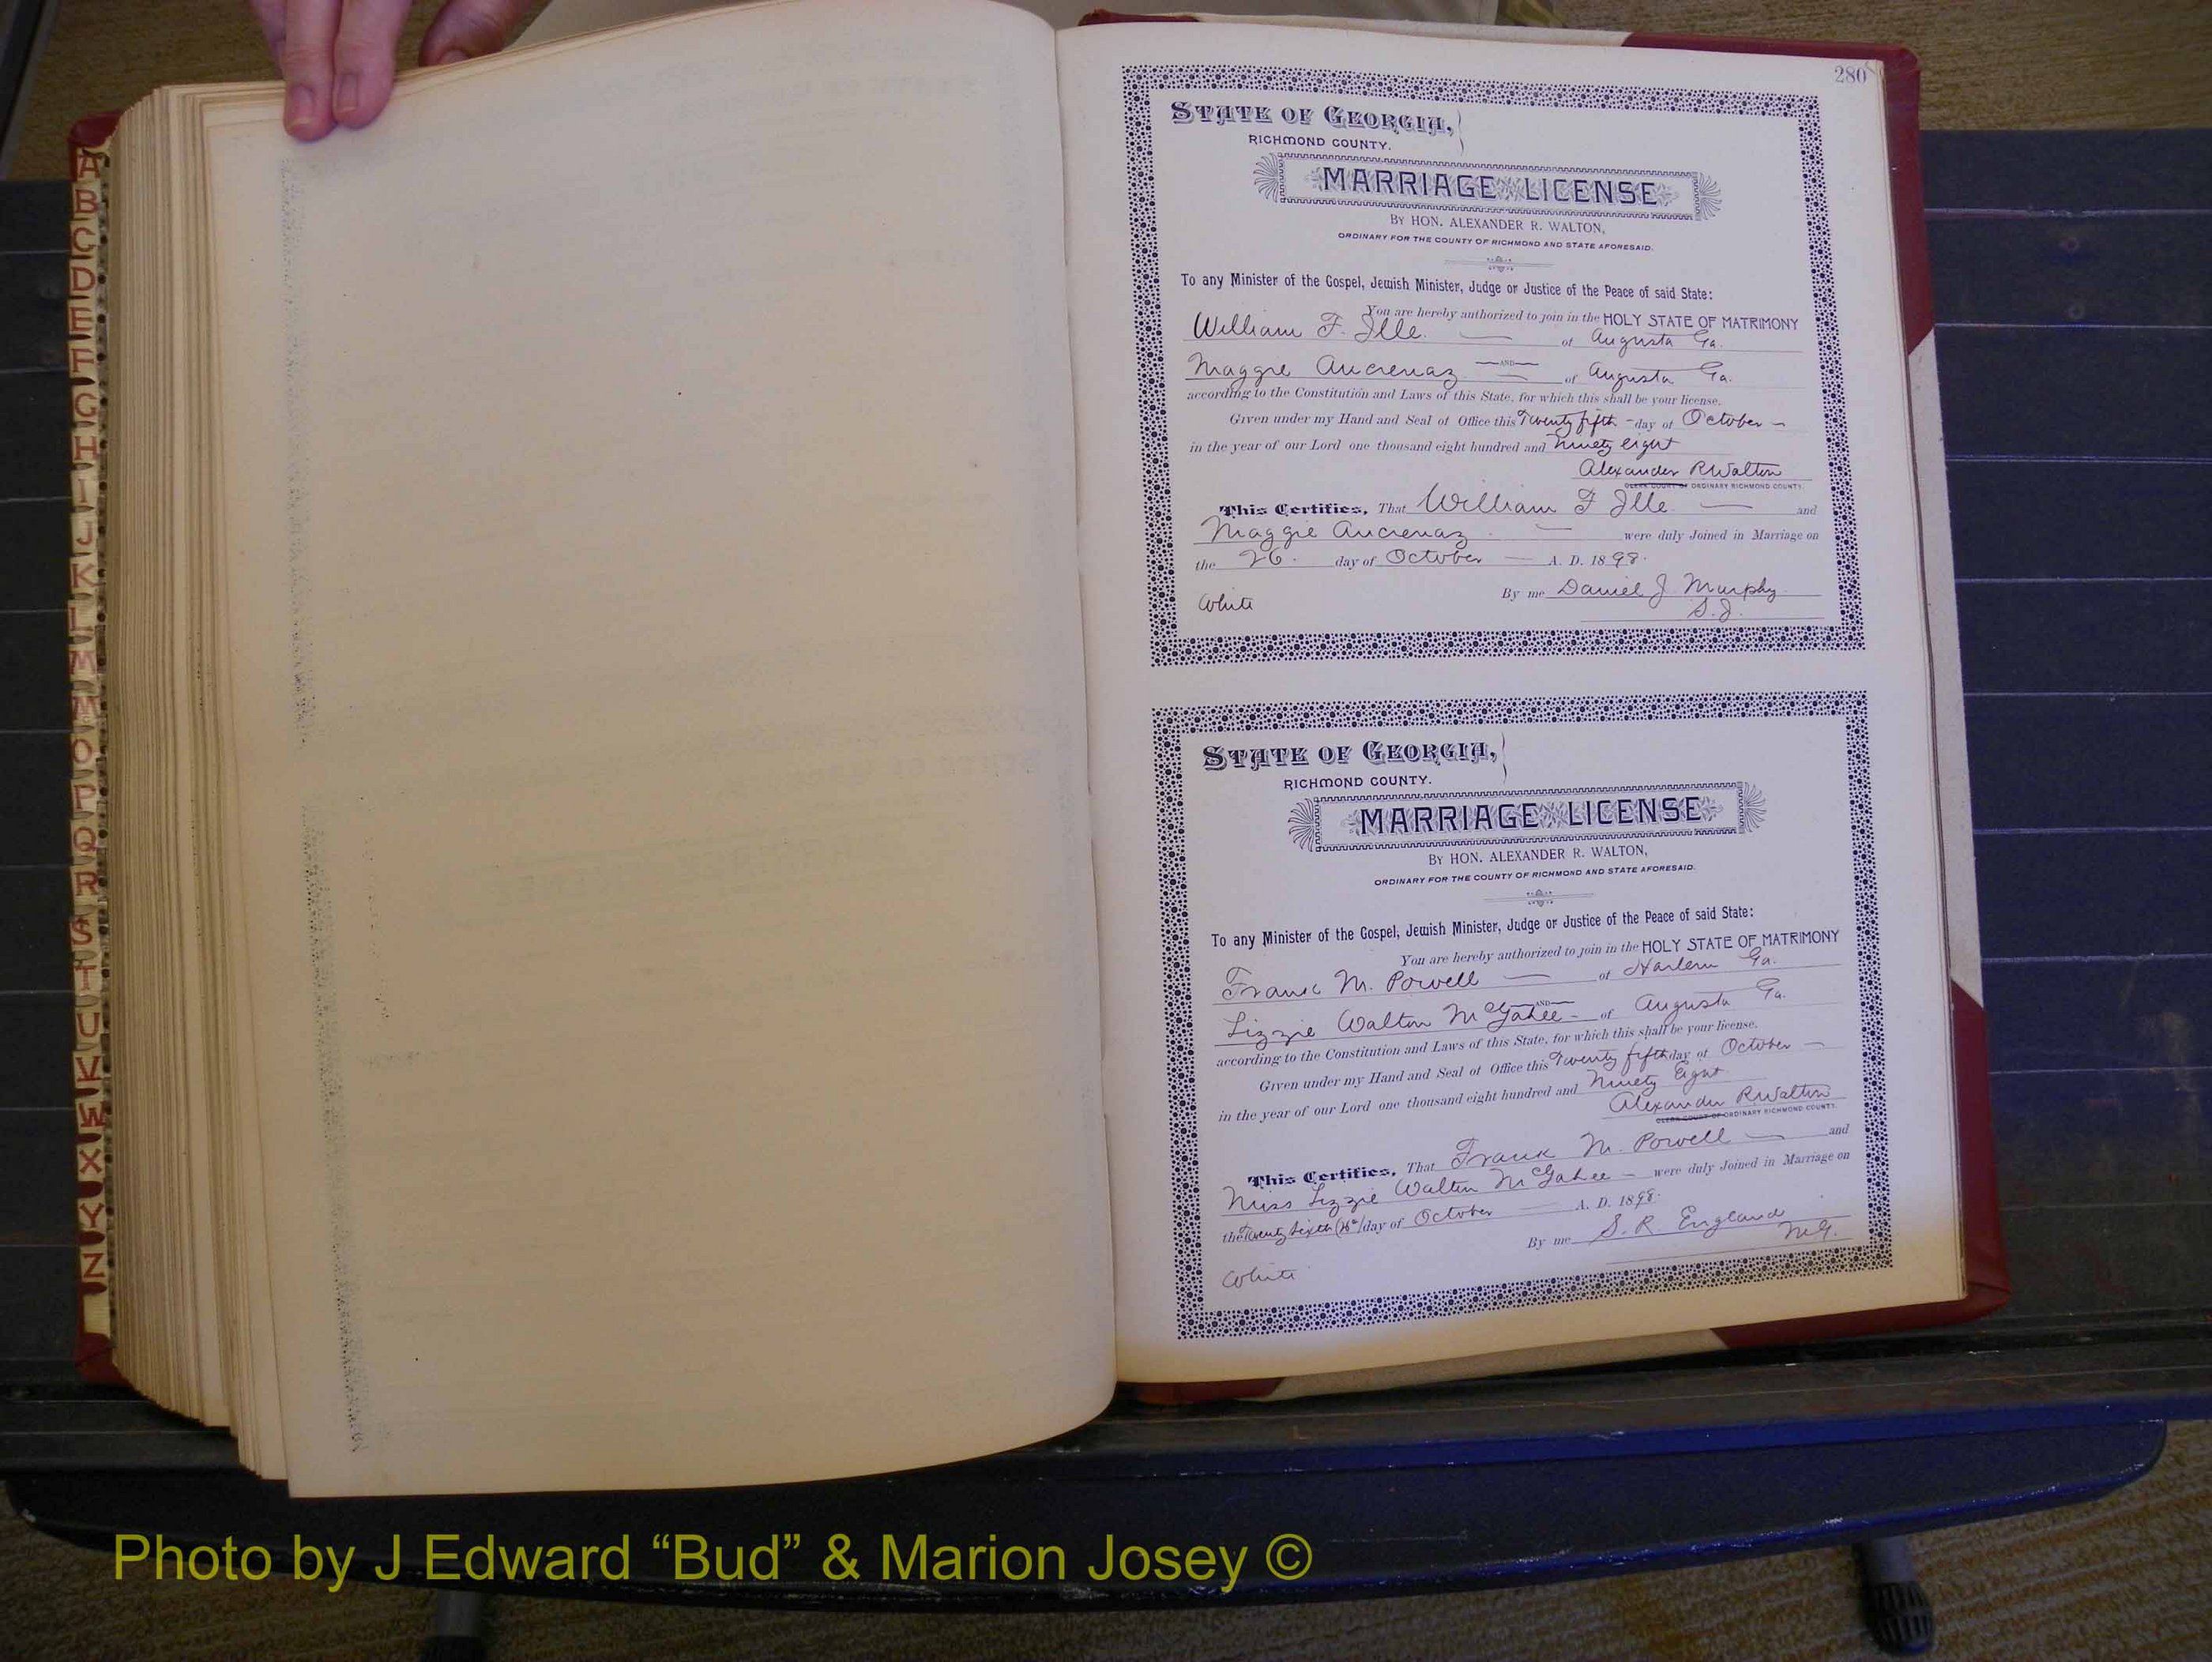 280
STATE OF GEORGIA,
RICHMOND COUNTY.
MARRIAGE LICENSE
BY HON. ALEXANDER R. WALTON,
ORDINARY FOR THE COUNTY OF RICHMOND AND STATE AFORESAID.
To any Minister of the Gospel, Jewish Minister, Judge or Justice of the Peace of said State:
You are hereby authorized to join in the HOLY STATE OF MATRIMONY
William F. Ille of Augusta Ga.
AND
Maggie Aucrenaz of Augusta Ga.
according to the Constitution and Laws of this State, for which this shall be your license.
Given under my Hand and Seal of Office this Twenty fifth day of October
in the year of our Lord one thousand eight hundred and Ninety eight
Alexander R Walton
CLERK COURT OF ORDINARY RICHMOND COUNTY.
This Certifies, That William F Ille and
Maggie Aucrenaz were duly Joined in Marriage on
the 26. day of October A. D. 1898.
By me Daniel J Murphy
S.J.
White
STATE OF GEORGIA,
RICHMOND COUNTY.
MARRIAGE LICENSE
BY HON. ALEXANDER R. WALTON,
ORDINARY FOR THE COUNTY OF RICHMOND AND STATE AFORESAID.
To any Minister of the Gospel, Jewish Minister, Judge or Justice of the Peace of said State:
You are hereby authorized to join in the HOLY STATE OF MATRIMONY
Frank M. Powell of Harlem Ga.
AND
Lizzie Walton McGahee of Augusta Ga.
according to the Constitution and Laws of this State, for which this shall be your license.
Given under my Hand and Seal of Office this Twenty fifth day of October
in the year of our Lord one thousand eight hundred and Ninety Eight
Alexander R Walton
CLERK COURT OF ORDINARY RICHMOND COUNTY.
This Certifies, That Frank M. Powell and
Miss Lizzie Walton McGahee were duly Joined in Marriage on
the Twenty Sixth (26") day of October A. D. 1898.
By me S. R. England
M.G.
White
A
B
C
D
E
F
G
H
I
J
K
L
M
M
O
P
Q
R
S
T
U
V
W
X
Y
Z
Photo by J Edward “Bud” & Marion Josey ©